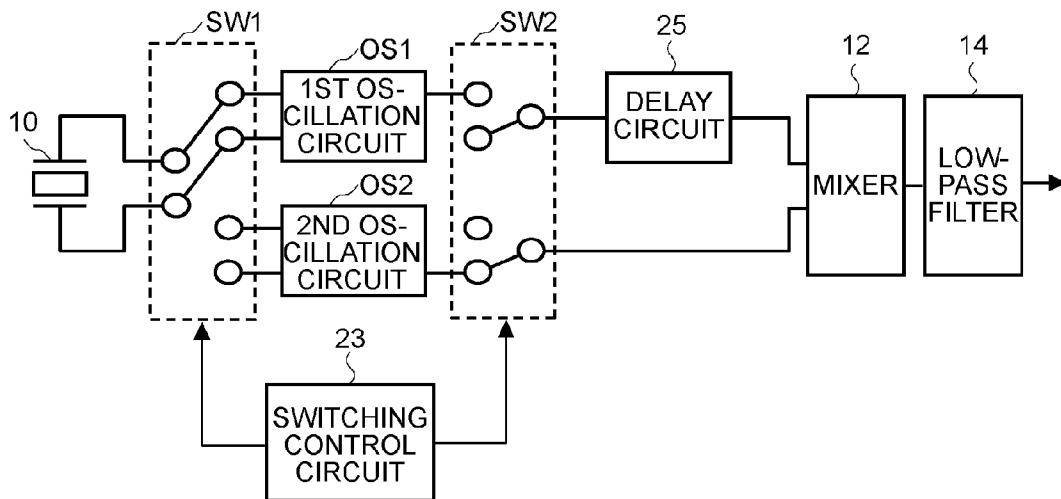 SW1
OS1
SW2
25
12
14
10
1ST OS-
CILLATION
CIRCUIT
DELAY
CIRCUIT
OS2
2ND OS-
CILLATION
CIRCUIT
MIXER
LOW-
PASS
FILTER
23
SWITCHING
CONTROL
CIRCUIT